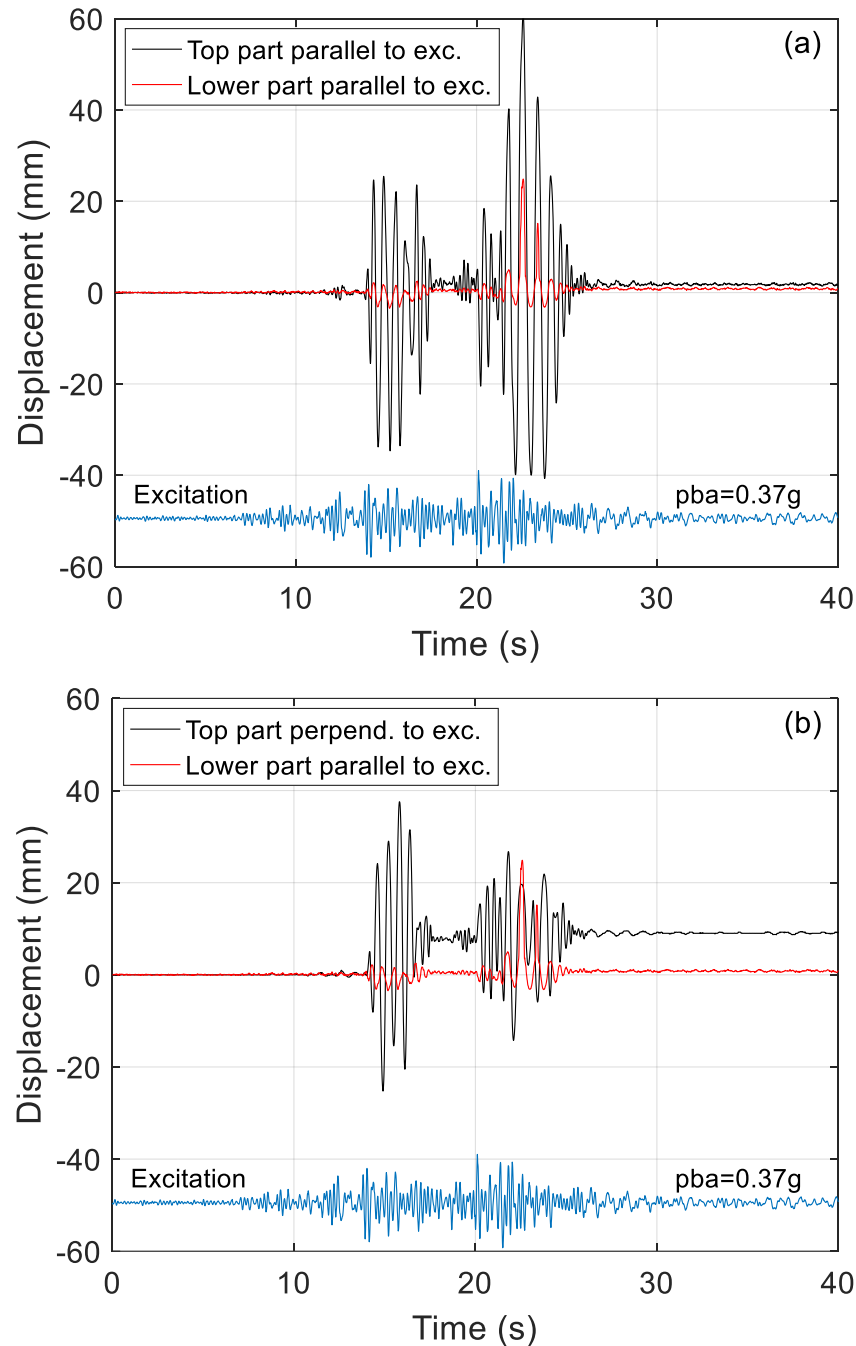 60
Top part parallel to exc.
(a)
Lower part parallel to exc.
40
20
0
-20
-40
Excitation
pba=0.37g
-60
Displacement (mm)
0
10
20
30
40
Time (s)
60
Top part perpend. to exc.
(b)
Lower part parallel to exc.
40
20
0
-20
-40
Excitation
pba=0.37g
-60
Displacement (mm)
0
10
20
30
40
Time (s)